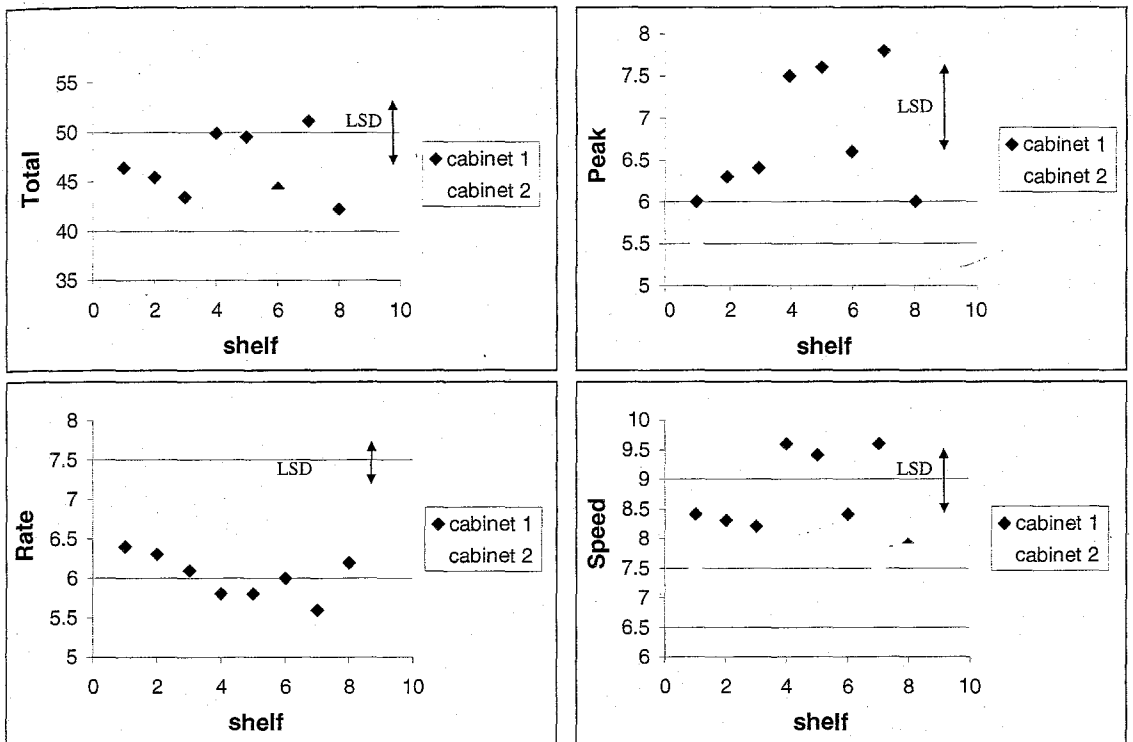 55
50
45
40
35
Total
LSD
cabinet 1
cabinet 2
0 2 4 6 8 10
shelf
8
7.5
7
6.5
6
5.5
5
Peak
LSD
cabinet 1
cabinet 2
0 2 4 6 8 10
shelf
8
7.5
7
6.5
6
5.5
5
Rate
LSD
cabinet 1
cabinet 2
0 2 4 6 8 10
shelf
10
9.5
9
8.5
8
7.5
7
6.5
6
Speed
LSD
cabinet 1
cabinet 2
0 2 4 6 8 10
shelf